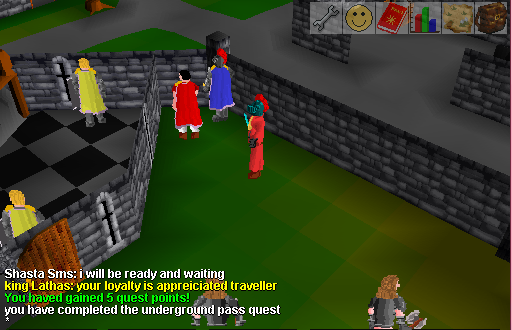 Shasta Sms: i will be ready and waiting
king Lathas: your loyalty is appreiciated traveller
You haved gained 5 quest points!
you have completed the underground pass quest
*